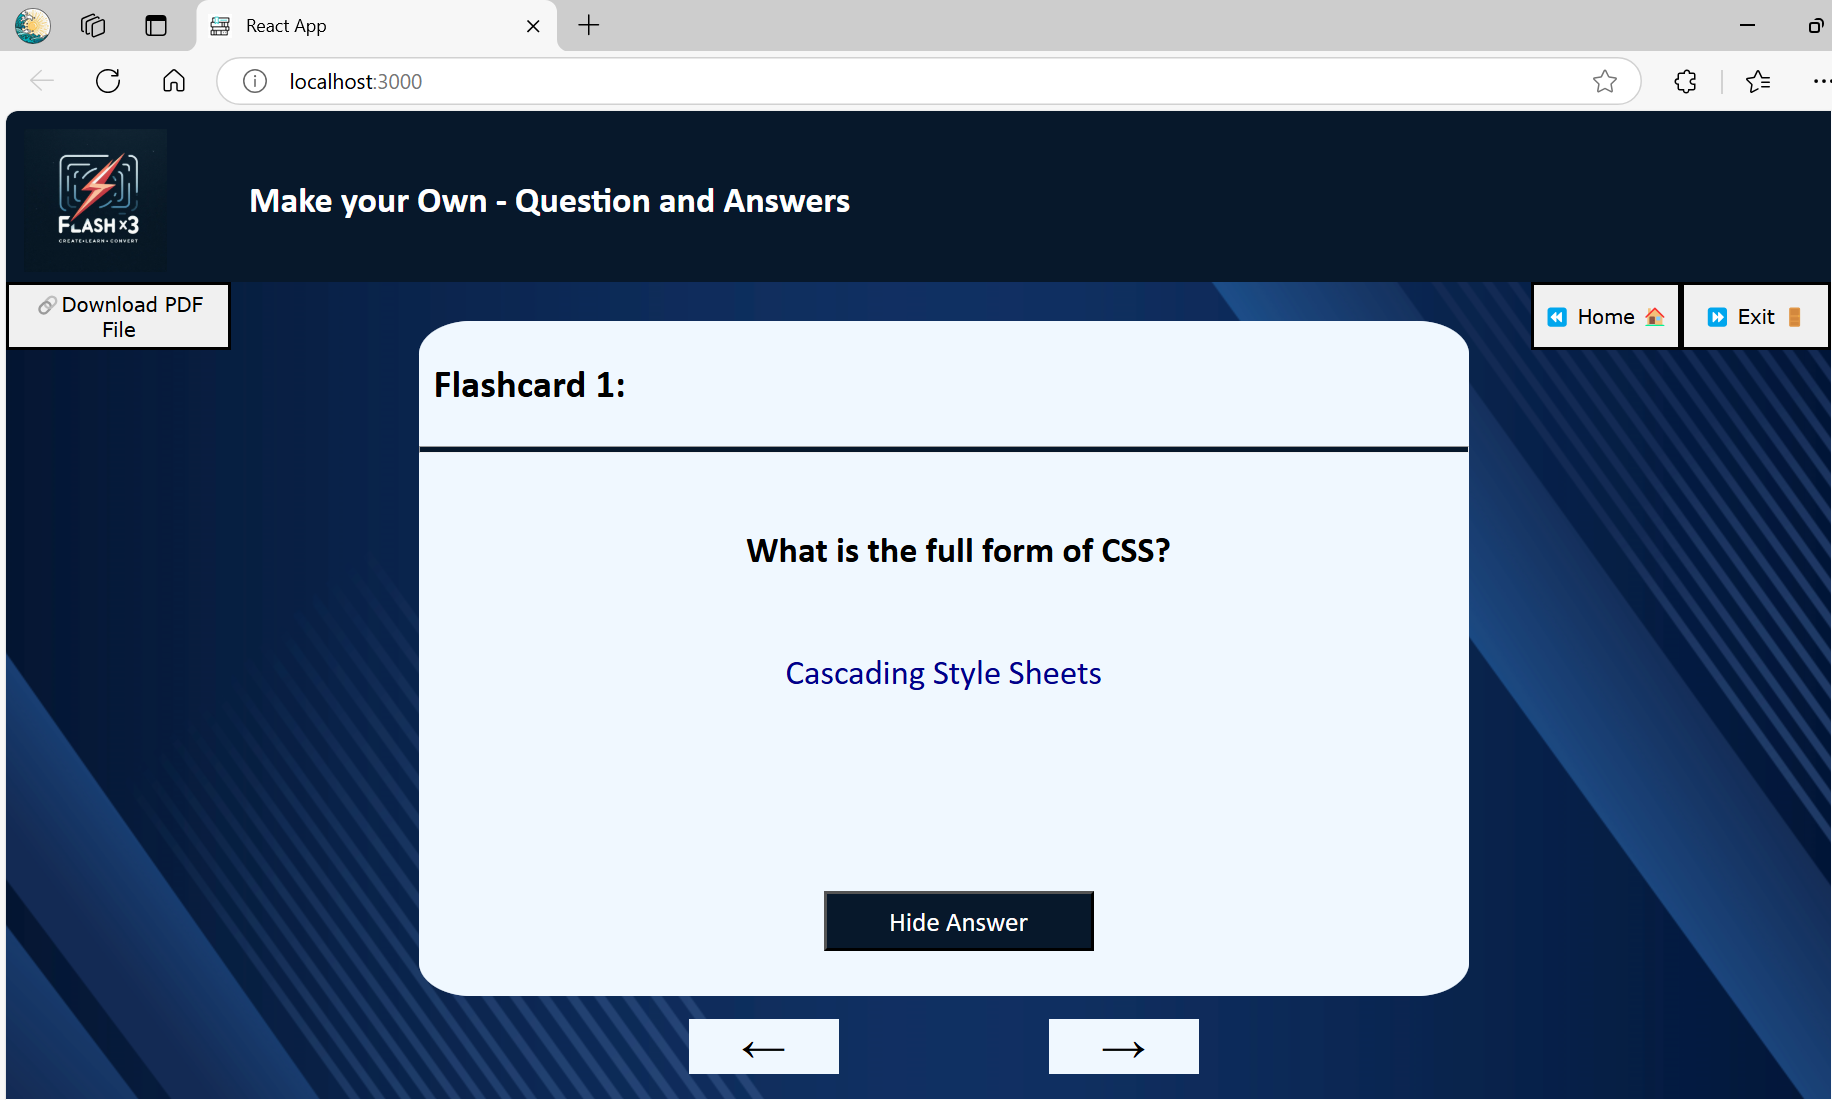 React App
localhost:3000
FLASH x3
CREATE•LEARN•CONVERT
Make your Own - Question and Answers
Download PDF
File
Home
Exit
Flashcard 1:
What is the full form of CSS?
Cascading Style Sheets
Hide Answer
← →